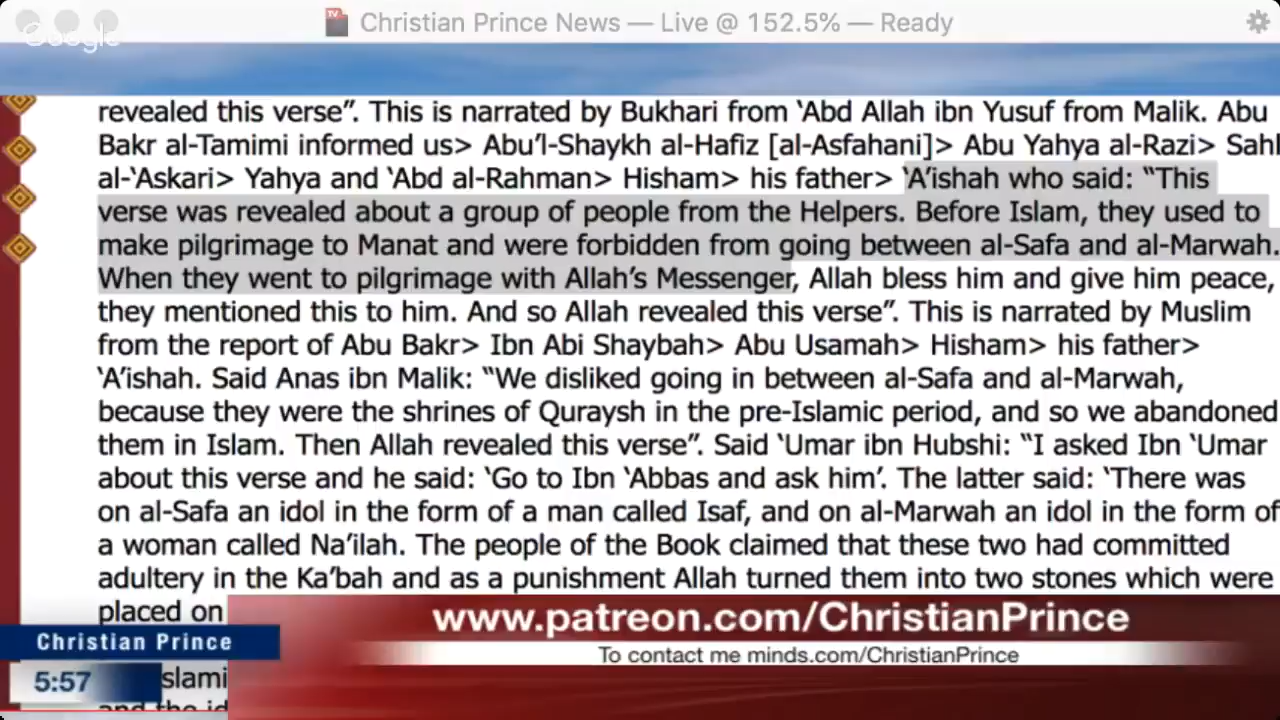 Christian Prince News — Live @ 152.5% — Ready
Google
revealed this verse”. This is narrated by Bukhari from ‘Abd Allah ibn Yusuf from Malik. Abu
Bakr al-Tamimi informed us> Abu’l-Shaykh al-Hafiz [al-Asfahani]> Abu Yahya al-Razi> Sahl
al-‘Askari> Yahya and ‘Abd al-Rahman> Hisham> his father> ‘A’ishah who said: “This
verse was revealed about a group of people from the Helpers. Before Islam, they used to
make pilgrimage to Manat and were forbidden from going between al-Safa and al-Marwah.
When they went to pilgrimage with Allah’s Messenger, Allah bless him and give him peace,
they mentioned this to him. And so Allah revealed this verse”. This is narrated by Muslim
from the report of Abu Bakr> Ibn Abi Shaybah> Abu Usamah> Hisham> his father>
‘A’ishah. Said Anas ibn Malik: “We disliked going in between al-Safa and al-Marwah,
because they were the shrines of Quraysh in the pre-Islamic period, and so we abandoned
them in Islam. Then Allah revealed this verse”. Said ‘Umar ibn Hubshi: “I asked Ibn ‘Umar
about this verse and he said: ‘Go to Ibn ‘Abbas and ask him’. The latter said: ‘There was
on al-Safa an idol in the form of a man called Isaf, and on al-Marwah an idol in the form of
a woman called Na’ilah. The people of the Book claimed that these two had committed
adultery in the Ka’bah and as a punishment Allah turned them into two stones which were
placed on
www.patreon.com/ChristianPrince
Christian Prince
To contact me minds.com/ChristianPrince
5:57
slami
and the id